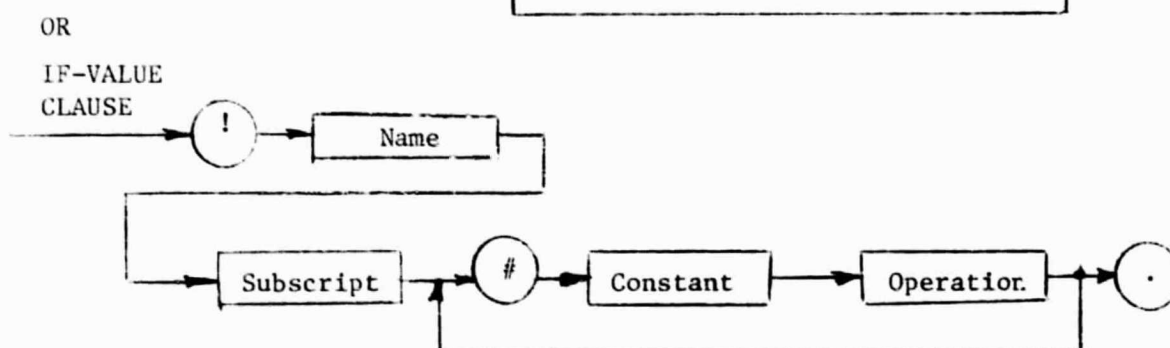 OR
IF-VALUE
CLAUSE
!
Name
Subscript
#
Constant
Operation
.